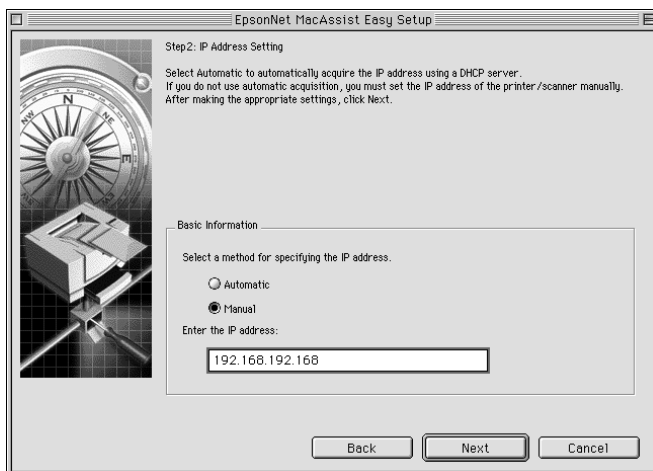 EpsonNet MacAssist Easy Setup
Step2: IP Address Setting
Select Automatic to automatically acquire the IP address using a DHCP server.
If you do not use automatic acquisition, you must set the IP address of the printer/scanner manually.
After making the appropriate settings, click Next.
N
NE
E
Basic Information
Select a method for specifying the IP address.
Automatic
Manual
Enter the IP address:
192.168.192.168
Back
Next
Cancel